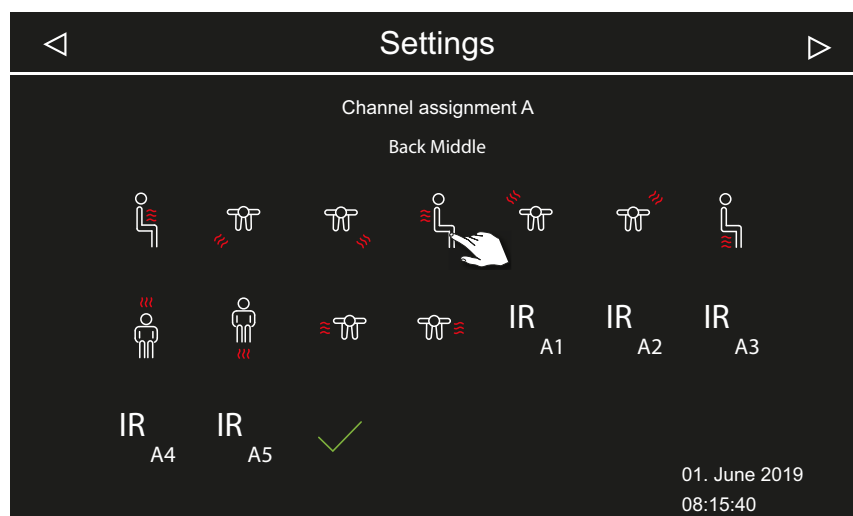 Settings
Channel assignment A
Back Middle
IR A1 IR A2 IR A3
IR A4 IR A5
01. June 2019
08:15:40